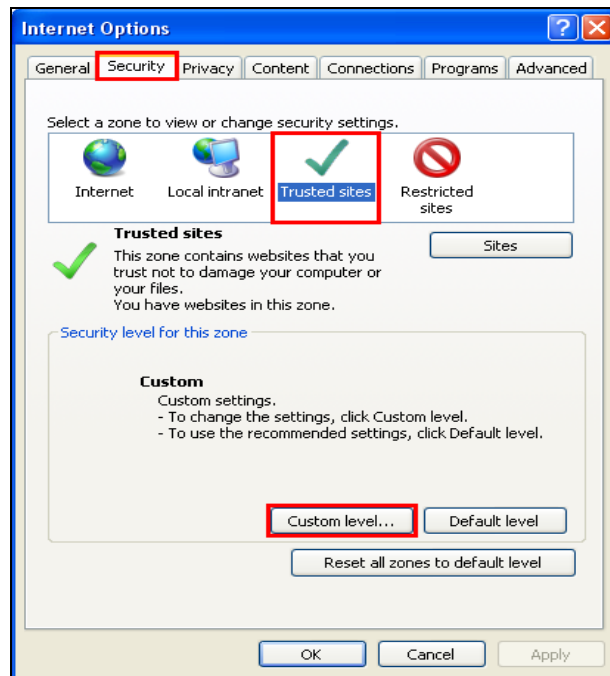 Internet Options
General Security Privacy Content Connections Programs Advanced
Select a zone to view or change security settings.
Internet Local intranet Trusted sites Restricted
sites
Trusted sites
Sites
This zone contains websites that you
trust not to damage your computer or
your files.
You have websites in this zone.
Security level for this zone
Custom
Custom settings.
- To change the settings, click Custom level.
- To use the recommended settings, click Default level.
Custom level... Default level
Reset all zones to default level
OK Cancel Apply